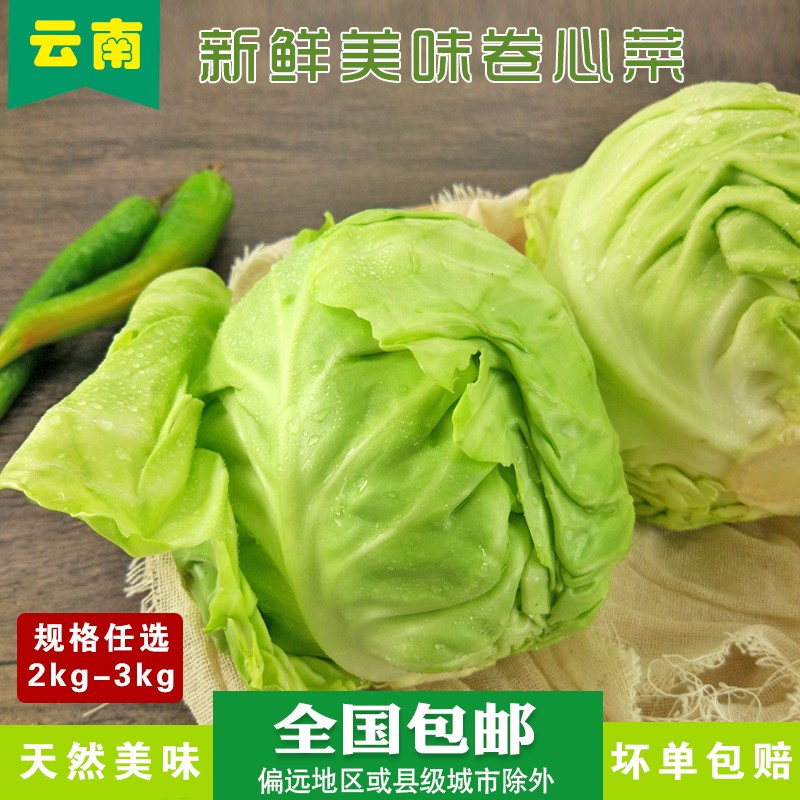 云南
新鲜美味卷心菜
规格任选
2kg-3kg
全国包邮
偏远地区或县级城市除外
天然美味
坏单包赔